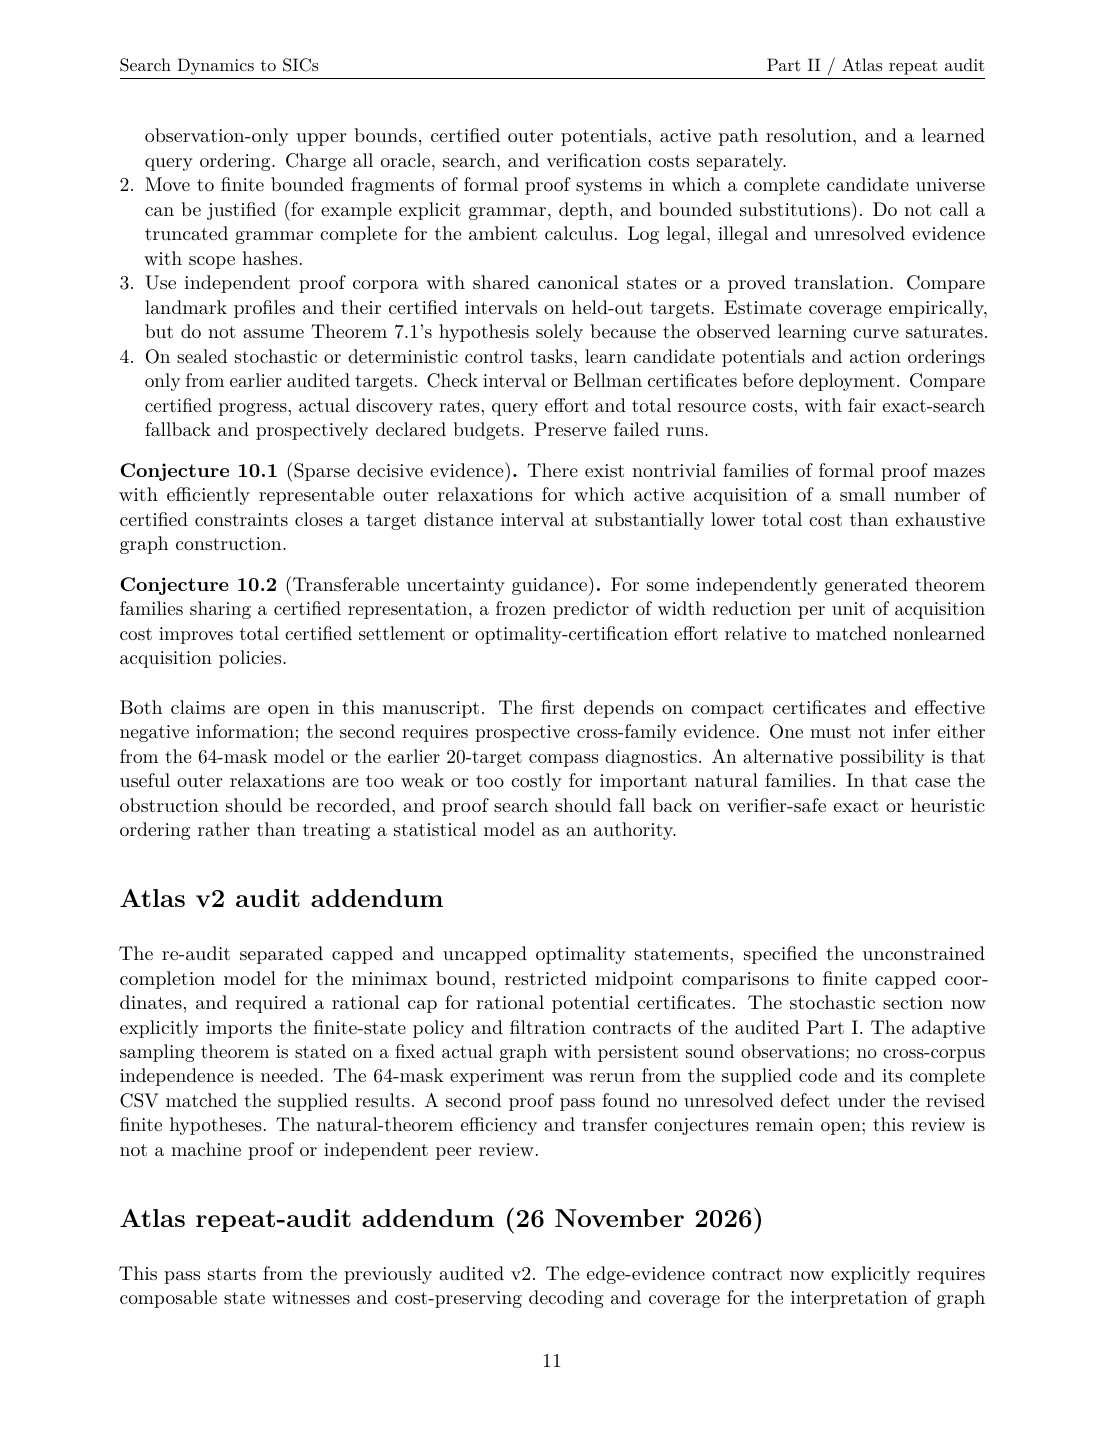 Search Dynamics to SICs Part II / Atlas repeat audit
observation-only upper bounds, certified outer potentials, active path resolution, and a learned
query ordering. Charge all oracle, search, and verification costs separately.
2. Move to finite bounded fragments of formal proof systems in which a complete candidate universe
can be justified (for example explicit grammar, depth, and bounded substitutions). Do not call a
truncated grammar complete for the ambient calculus. Log legal, illegal and unresolved evidence
with scope hashes.
3. Use independent proof corpora with shared canonical states or a proved translation. Compare
landmark profiles and their certified intervals on held-out targets. Estimate coverage empirically,
but do not assume Theorem 7.1's hypothesis solely because the observed learning curve saturates.
4. On sealed stochastic or deterministic control tasks, learn candidate potentials and action orderings
only from earlier audited targets. Check interval or Bellman certificates before deployment. Compare
certified progress, actual discovery rates, query effort and total resource costs, with fair exact-search
fallback and prospectively declared budgets. Preserve failed runs.
Conjecture 10.1 (Sparse decisive evidence). There exist nontrivial families of formal proof mazes
with efficiently representable outer relaxations for which active acquisition of a small number of
certified constraints closes a target distance interval at substantially lower total cost than exhaustive
graph construction.
Conjecture 10.2 (Transferable uncertainty guidance). For some independently generated theorem
families sharing a certified representation, a frozen predictor of width reduction per unit of acquisition
cost improves total certified settlement or optimality-certification effort relative to matched nonlearned
acquisition policies.
Both claims are open in this manuscript. The first depends on compact certificates and effective
negative information; the second requires prospective cross-family evidence. One must not infer either
from the 64-mask model or the earlier 20-target compass diagnostics. An alternative possibility is that
useful outer relaxations are too weak or too costly for important natural families. In that case the
obstruction should be recorded, and proof search should fall back on verifier-safe exact or heuristic
ordering rather than treating a statistical model as an authority.
Atlas v2 audit addendum
The re-audit separated capped and uncapped optimality statements, specified the unconstrained
completion model for the minimax bound, restricted midpoint comparisons to finite capped coor-
dinates, and required a rational cap for rational potential certificates. The stochastic section now
explicitly imports the finite-state policy and filtration contracts of the audited Part I. The adaptive
sampling theorem is stated on a fixed actual graph with persistent sound observations; no cross-corpus
independence is needed. The 64-mask experiment was rerun from the supplied code and its complete
CSV matched the supplied results. A second proof pass found no unresolved defect under the revised
finite hypotheses. The natural-theorem efficiency and transfer conjectures remain open; this review is
not a machine proof or independent peer review.
Atlas repeat-audit addendum (26 November 2026)
This pass starts from the previously audited v2. The edge-evidence contract now explicitly requires
composable state witnesses and cost-preserving decoding and coverage for the interpretation of graph
11